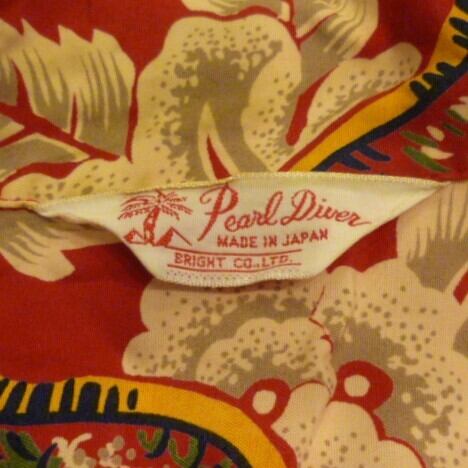 Pearl Diver
MADE IN JAPAN
BRIGHT CO., LTD.